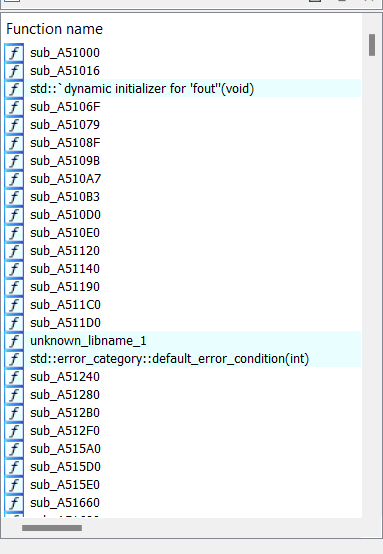 Function name
sub_A51000
sub_A51016
std::`dynamic initializer for 'fout''(void)
sub_A5106F
sub_A51079
sub_A5108F
sub_A5109B
sub_A510A7
sub_A510B3
sub_A510D0
sub_A510E0
sub_A51120
sub_A51140
sub_A51190
sub_A511C0
sub_A511D0
unknown_libname_1
std::error_category::default_error_condition(int)
sub_A51240
sub_A51280
sub_A512B0
sub_A512F0
sub_A515A0
sub_A515D0
sub_A515E0
sub_A51660